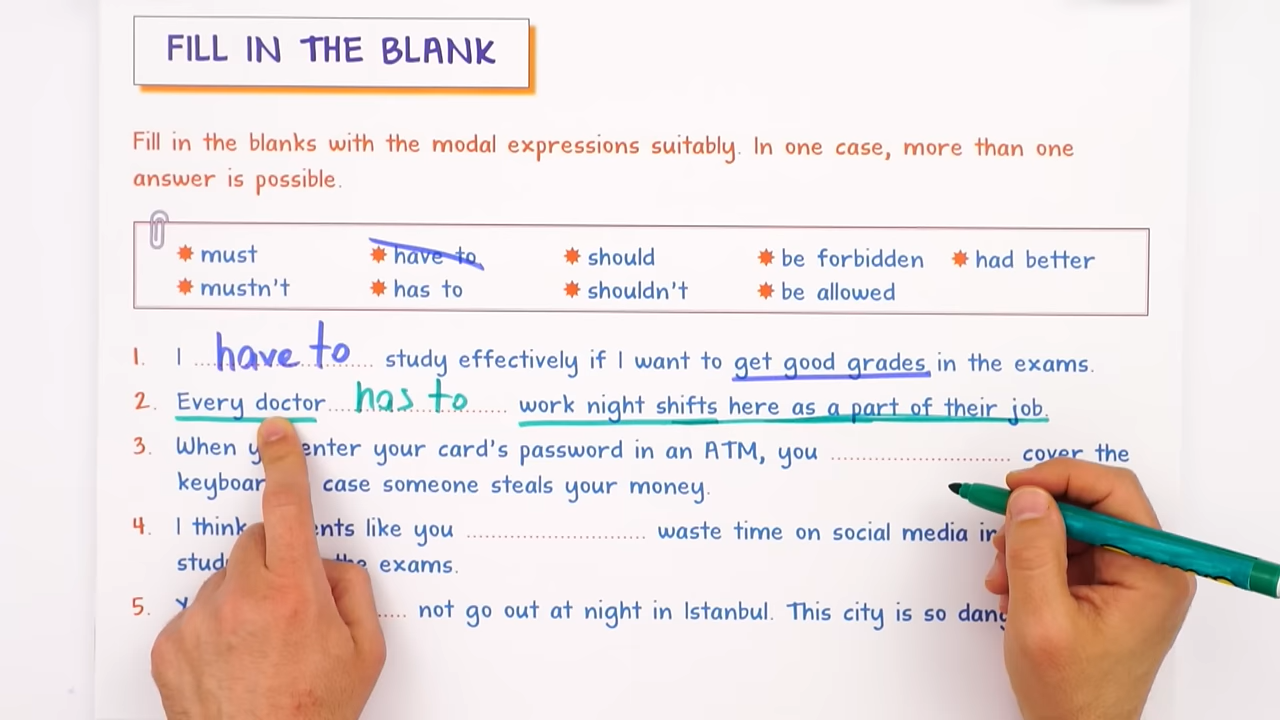 FILL IN THE BLANK
Fill in the blanks with the modal expressions suitably. In one case, more than one
answer is possible.
must have to should be forbidden had better
mustn't has to shouldn't be allowed
1. I ... have to ... study effectively if I want to get good grades in the exams.
2. Every doctor ... has to ... work night shifts here as a part of their job.
3. When enter your card's password in an ATM, you .............................. cover the
case someone steals your money.
4. I think like you .............................. waste time on social media
the exams.
5. .... not go out at night in Istanbul. This city is so